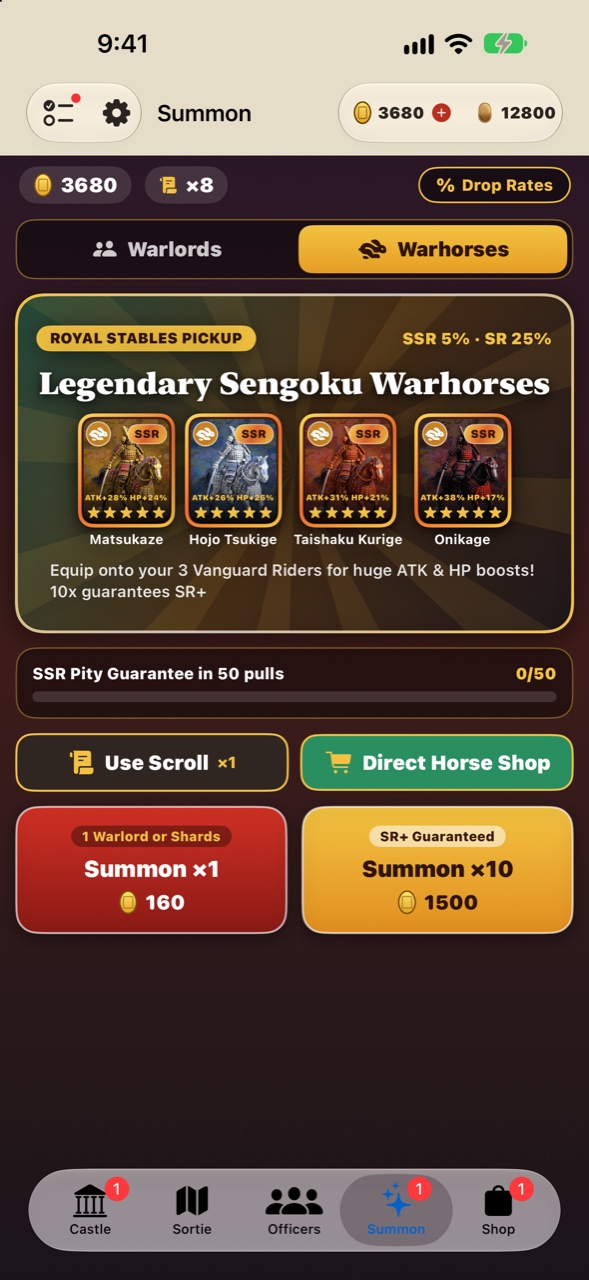 9:41
Summon
3680
12800
3680
×8
% Drop Rates
Warlords
Warhorses
ROYAL STABLES PICKUP
SSR 5% · SR 25%
Legendary Sengoku Warhorses
SSR
SSR
SSR
SSR
ATK+28% HP+24%
ATK+26% HP+26%
ATK+31% HP+21%
ATK+38% HP+17%
Matsukaze
Hojo Tsukige
Taishaku Kurige
Onikage
Equip onto your 3 Vanguard Riders for huge ATK & HP boosts!
10x guarantees SR+
SSR Pity Guarantee in 50 pulls
0/50
Use Scroll ×1
Direct Horse Shop
1 Warlord or Shards
Summon ×1
160
SR+ Guaranteed
Summon ×10
1500
1
1
1
Castle
Sortie
Officers
Summon
Shop